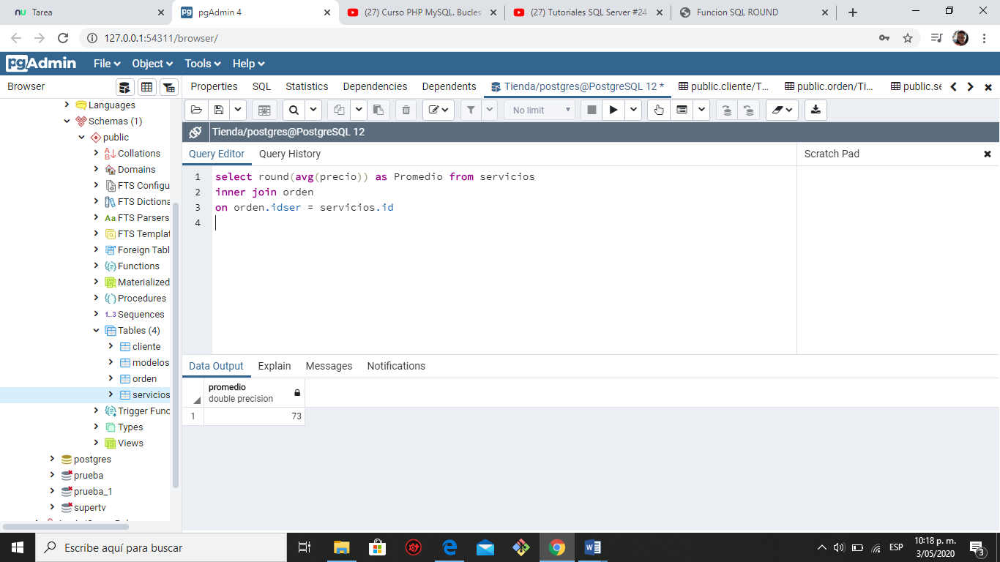 Tarea
pgAdmin 4
(27) Curso PHP MySQL. Bucles
(27) Tutoriales SQL Server #24
Funcion SQL ROUND
127.0.0.1:54311/browser/
pgAdmin File Object Tools Help
Browser
Properties SQL Statistics Dependencies Dependents Tienda/postgres@PostgreSQL 12 * public.cliente/T... public.orden/Ti... public.se
No limit
Tienda/postgres@PostgreSQL 12
Languages
Schemas (1)
public
Collations
Domains
FTS Configu
FTS Dictiona
FTS Parsers
FTS Templat
Foreign Tabl
Functions
Materialized
Procedures
1..3 Sequences
Tables (4)
cliente
modelos
orden
servicios
Trigger Func
Types
Views
postgres
prueba
prueba_1
supertv
Query Editor Query History
Scratch Pad
1 select round(avg(precio)) as Promedio from servicios
2 inner join orden
3 on orden.idser = servicios.id
4
Data Output Explain Messages Notifications
promedio
double precision
1 73
Escribe aquí para buscar
ESP
10:18 p. m.
3/05/2020
3